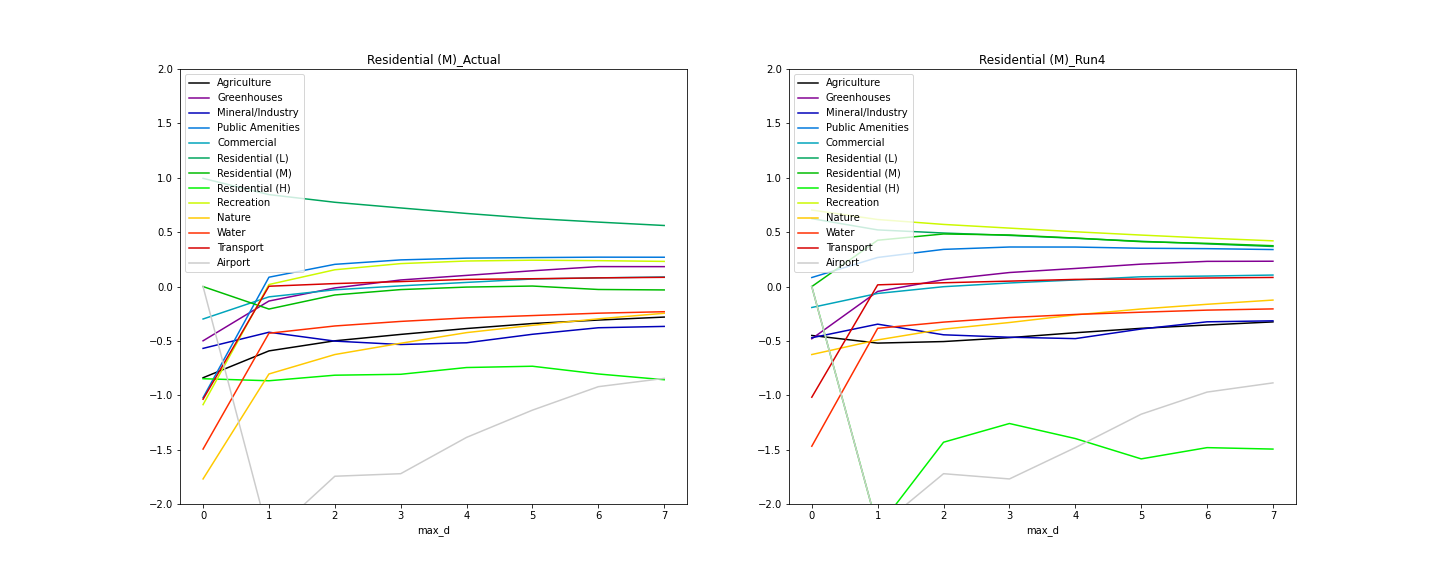 Residential (M)_Actual
2.0
1.5
1.0
0.5
0.0
−0.5
−1.0
−1.5
−2.0
Agriculture
Greenhouses
Mineral/Industry
Public Amenities
Commercial
Residential (L)
Residential (M)
Residential (H)
Recreation
Nature
Water
Transport
Airport
0 1 2 3 4 5 6 7
max_d
Residential (M)_Run4
2.0
1.5
1.0
0.5
0.0
−0.5
−1.0
−1.5
−2.0
Agriculture
Greenhouses
Mineral/Industry
Public Amenities
Commercial
Residential (L)
Residential (M)
Residential (H)
Recreation
Nature
Water
Transport
Airport
0 1 2 3 4 5 6 7
max_d